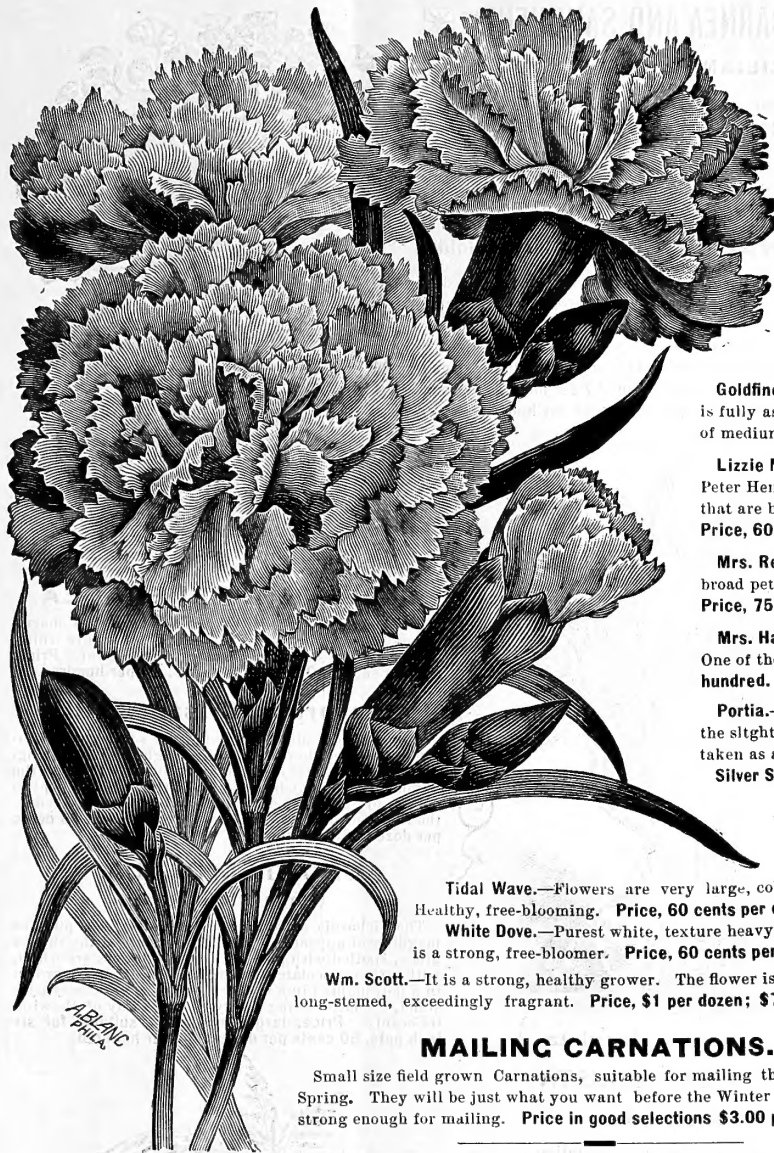 Goldfin
is fully as
of mediun
Lizzie
Peter Her
that are b
Price, 60
Mrs. Re
broad pet
Price, 75
Mrs. Ha
One of the
hundred.
Portia.—
the sltght
taken as a
Silver S
Tidal Wave.—Flowers are very large, co
Healthy, free-blooming. Price, 60 cents per
White Dove.—Purest white, texture heavy
is a strong, free-bloomer. Price, 60 cents per
Wm. Scott.—It is a strong, healthy grower. The flower is
long-stemmed, exceedingly fragrant. Price, $1 per dozen; $7
A. BLANC
PHILA.
MAILING CARNATIONS.
Small size field grown Carnations, suitable for mailing th
Spring. They will be just what you want before the Winter
strong enough for mailing. Price in good selections $3.00 p